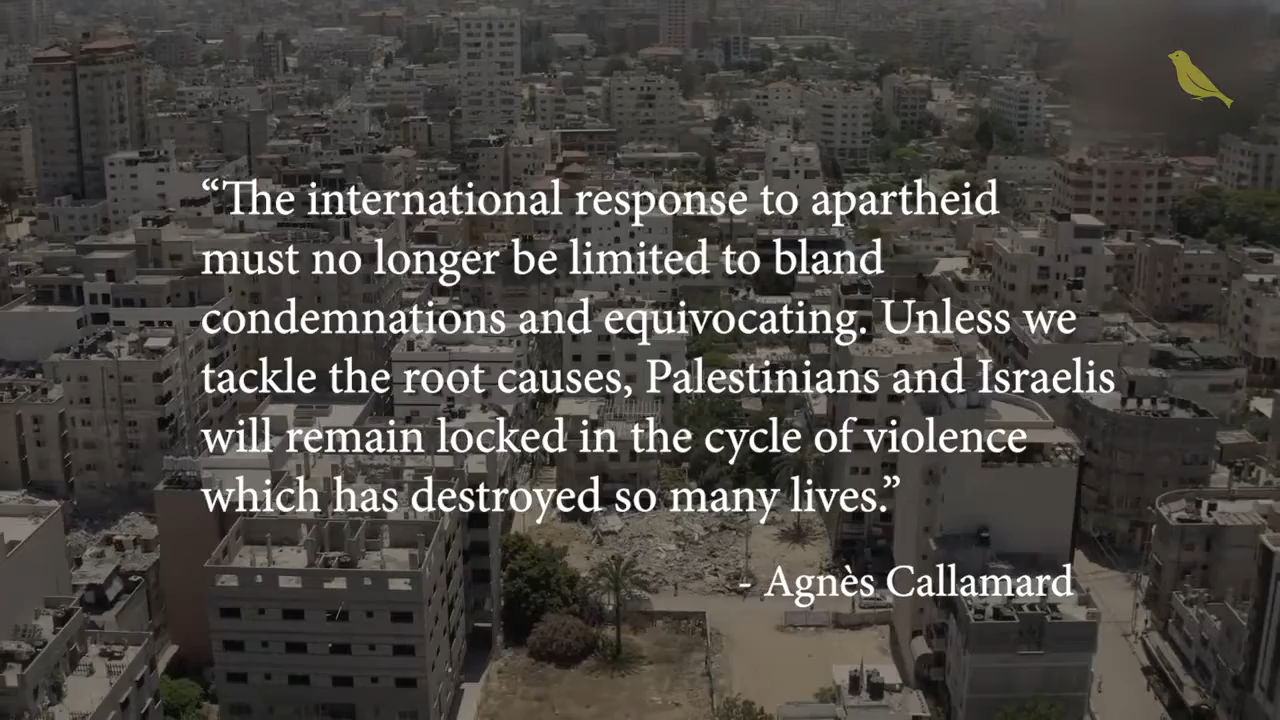 “The international response to apartheid
must no longer be limited to bland
condemnations and equivocating. Unless we
tackle the root causes, Palestinians and Israelis
will remain locked in the cycle of violence
which has destroyed so many lives.”
- Agnès Callamard